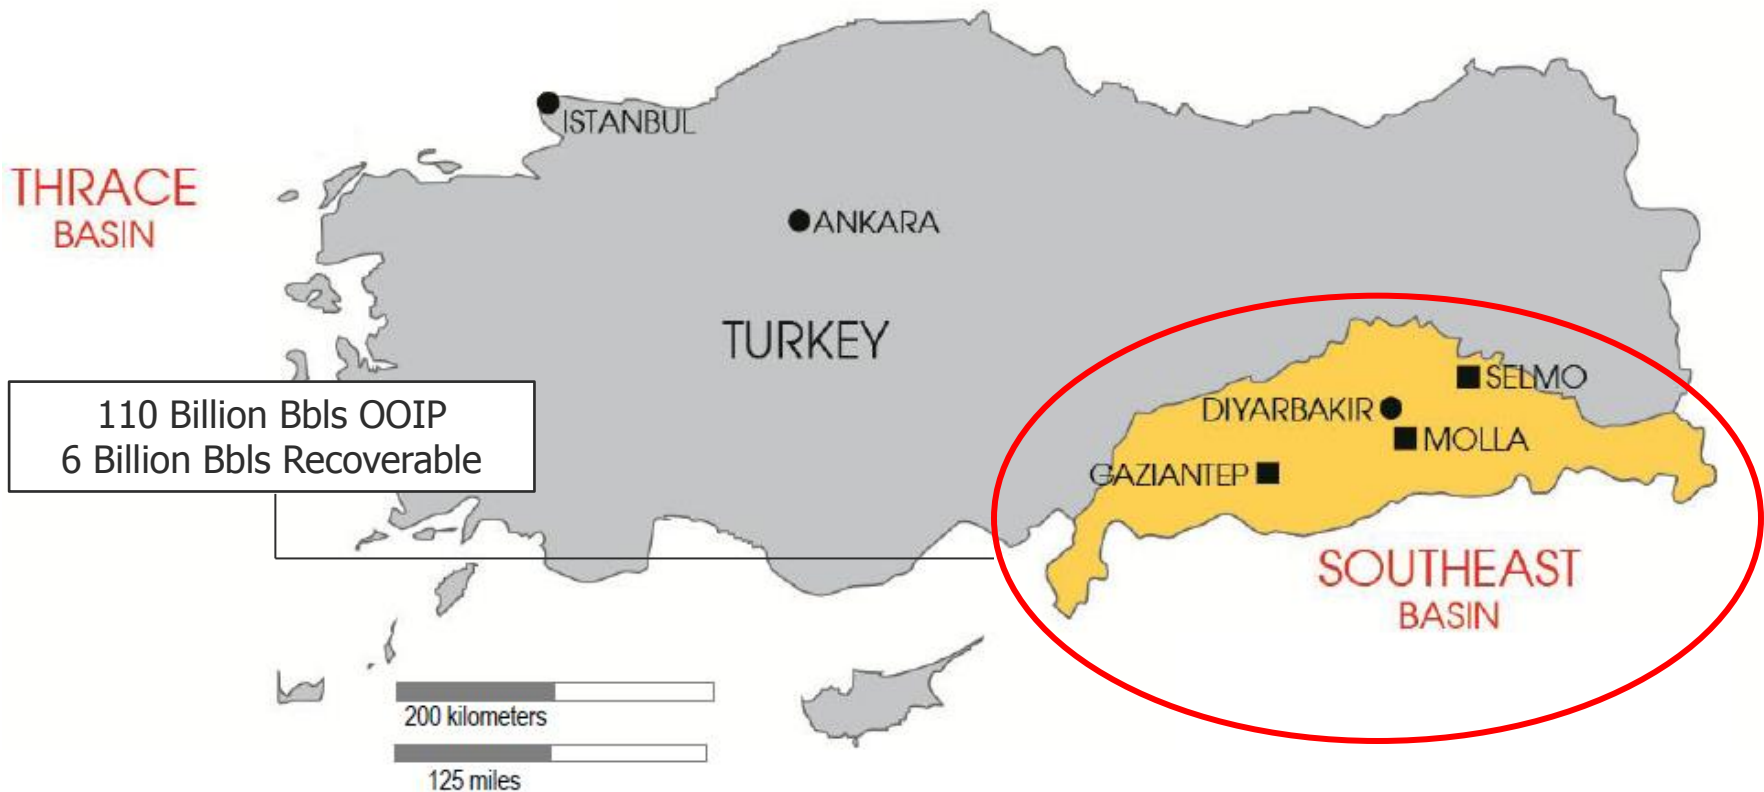 ISTANBUL
THRACE
BASIN
ANKARA
TURKEY
110 Billion Bbls OOIP
6 Billion Bbls Recoverable
SELMO
DIYARBAKIR
MOLLA
GAZIANTEP
SOUTHEAST
BASIN
200 kilometers
125 miles